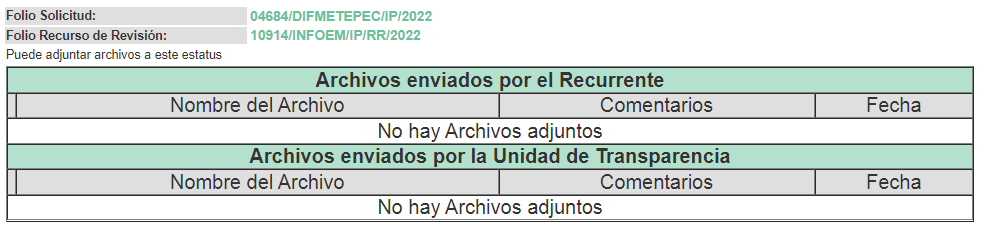 Folio Solicitud: 04684/DIFMETEPEC/IP/2022
Folio Recurso de Revisión: 10914/INFOEM/IP/RR/2022
Puede adjuntar archivos a este estatus
Archivos enviados por el Recurrente
Nombre del Archivo Comentarios Fecha
No hay Archivos adjuntos
Archivos enviados por la Unidad de Transparencia
Nombre del Archivo Comentarios Fecha
No hay Archivos adjuntos